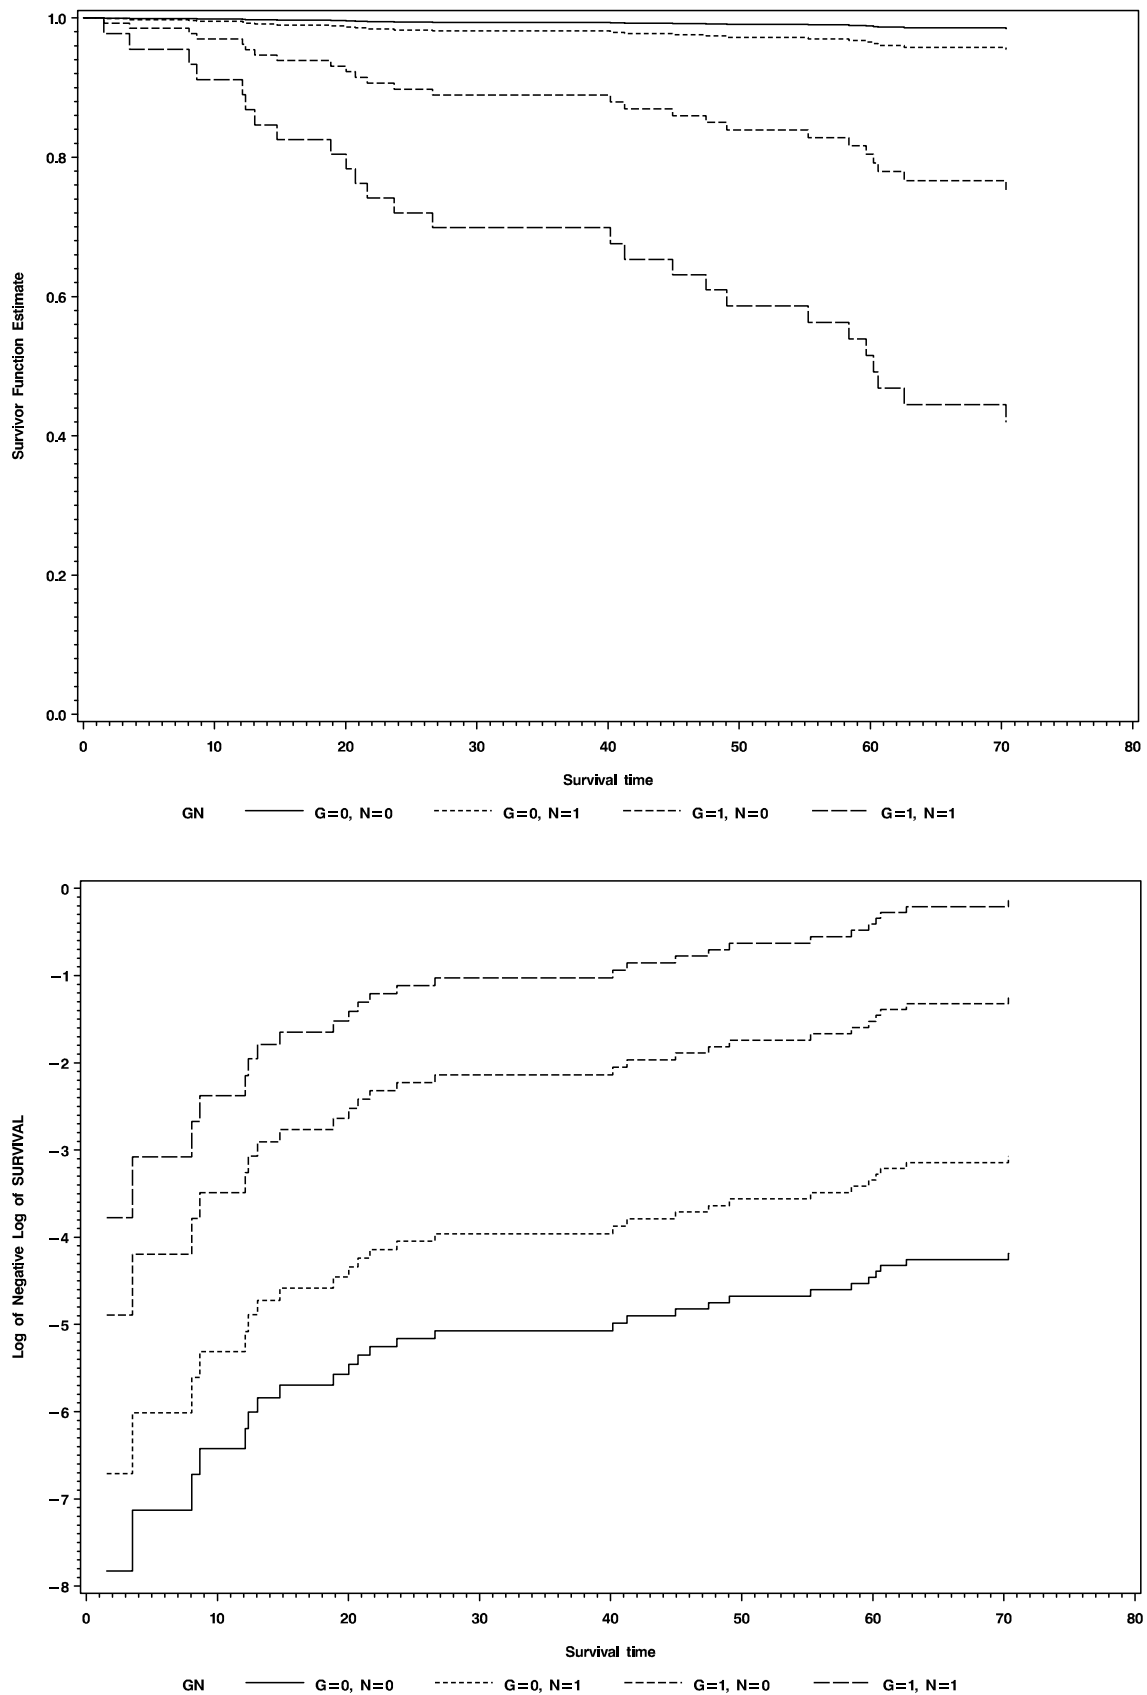 1.0
0.8
0.6
0.4
0.2
0.0
Survivor Function Estimate
0 10 20 30 40 50 60 70 80
Survival time
GN G=0, N=0 G=0, N=1 G=1, N=0 G=1, N=1
0
−1
−2
−3
−4
−5
−6
−7
−8
Log of Negative Log of SURVIVAL
0 10 20 30 40 50 60 70 80
Survival time
GN G=0, N=0 G=0, N=1 G=1, N=0 G=1, N=1